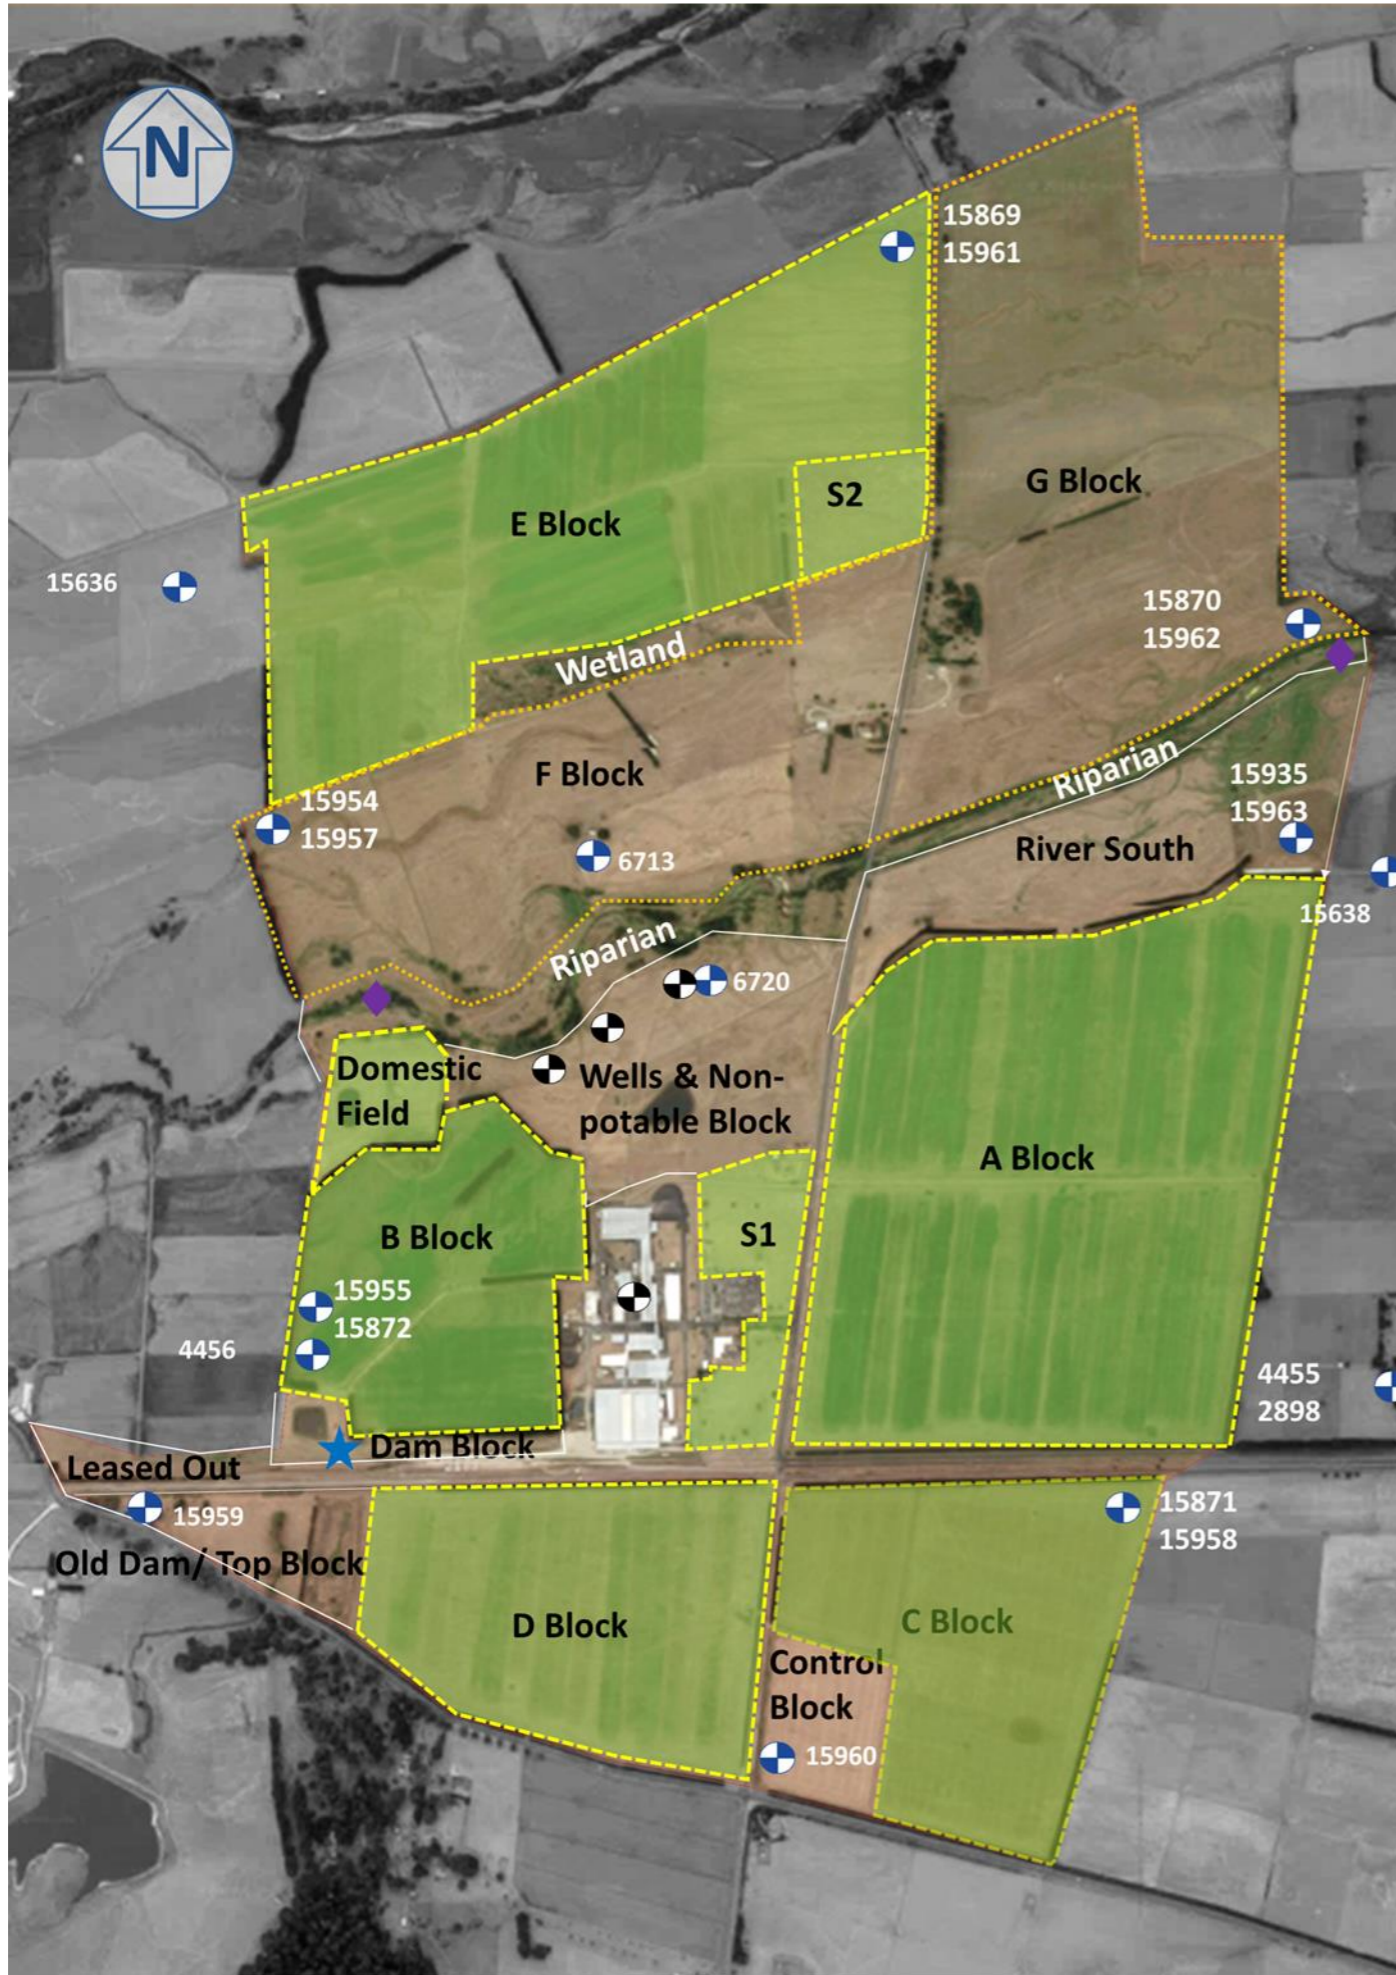 N
15869
15961
S2
G Block
E Block
15636
15870
15962
Wetland
Riparian
F Block
15935
15963
15954
15957
River South
6713
15638
Riparian
6720
Domestic
Field
Wells & Non-
potable Block
A Block
B Block
S1
15955
15872
4456
4455
2898
Dam Block
Leased Out
15959
15871
15958
Old Dam/ Top Block
D Block
C Block
Control
Block
15960